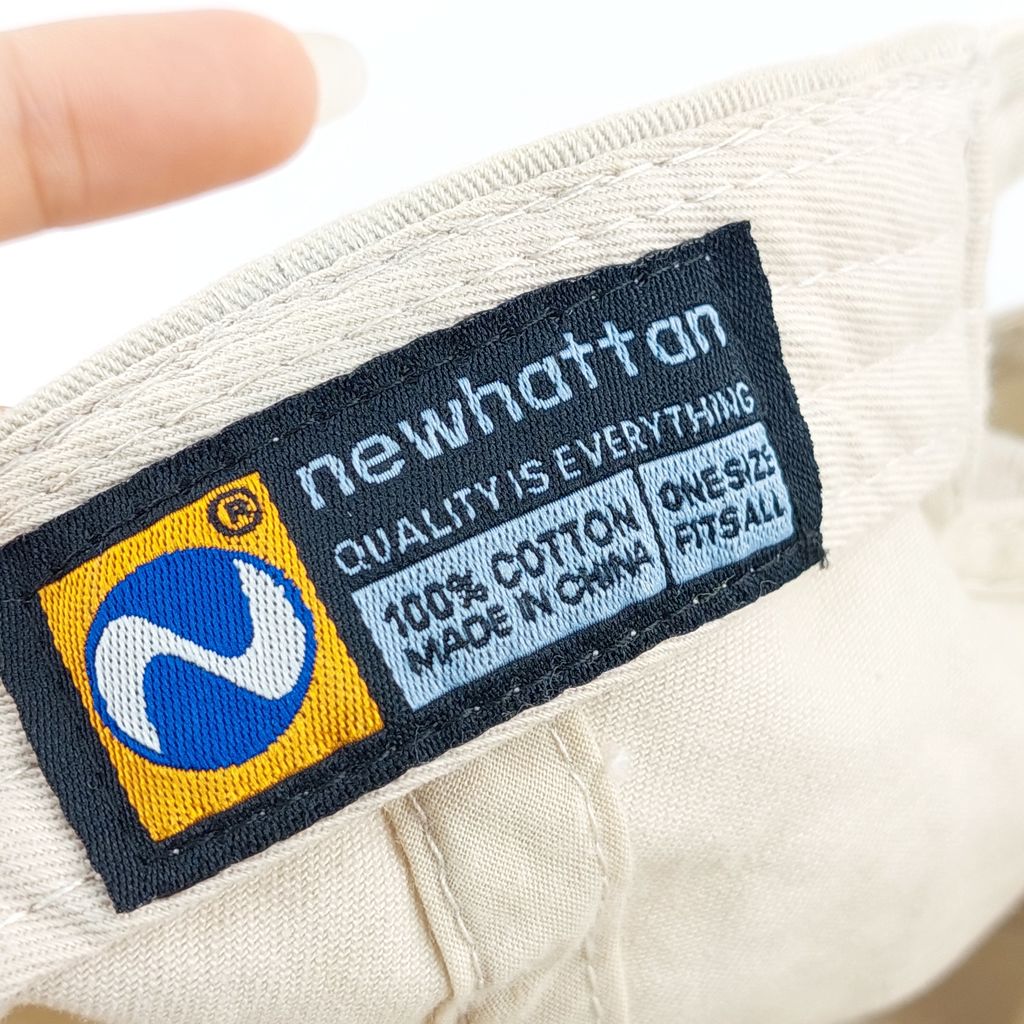 ®
newhattan
QUALITY IS EVERYTHING
100% COTTON
MADE IN CHINA
ONE SIZE
FITS ALL